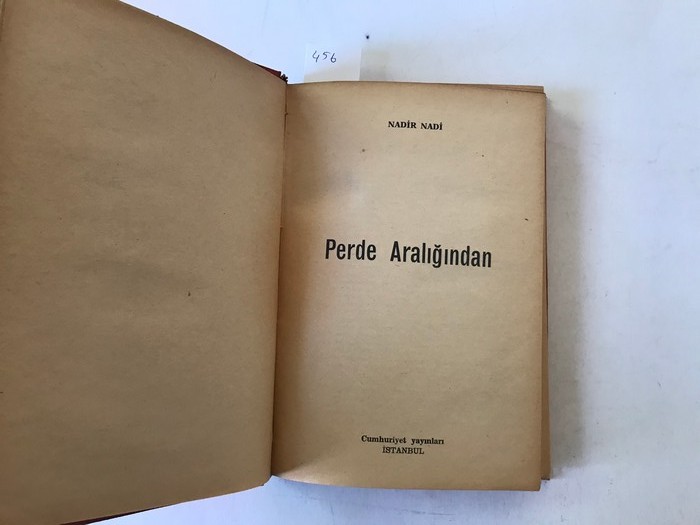 456
NADİR NADİ
Perde Aralığından
Cumhuriyet yayınları
İSTANBUL